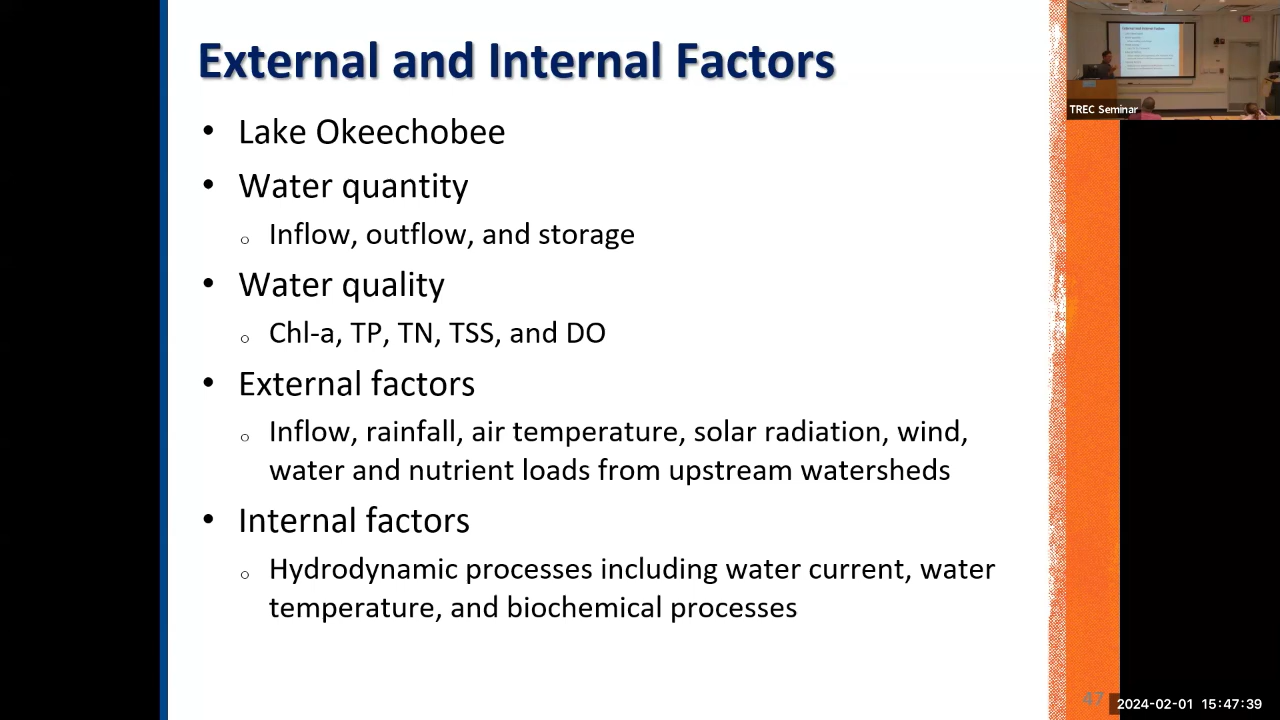 External and Internal Factors
• Lake Okeechobee
• Water quantity
o Inflow, outflow, and storage
• Water quality
o Chl-a, TP, TN, TSS, and DO
• External factors
o Inflow, rainfall, air temperature, solar radiation, wind,
water and nutrient loads from upstream watersheds
• Internal factors
o Hydrodynamic processes including water current, water
temperature, and biochemical processes
TREC Seminar
47
2024-02-01 15:47:39